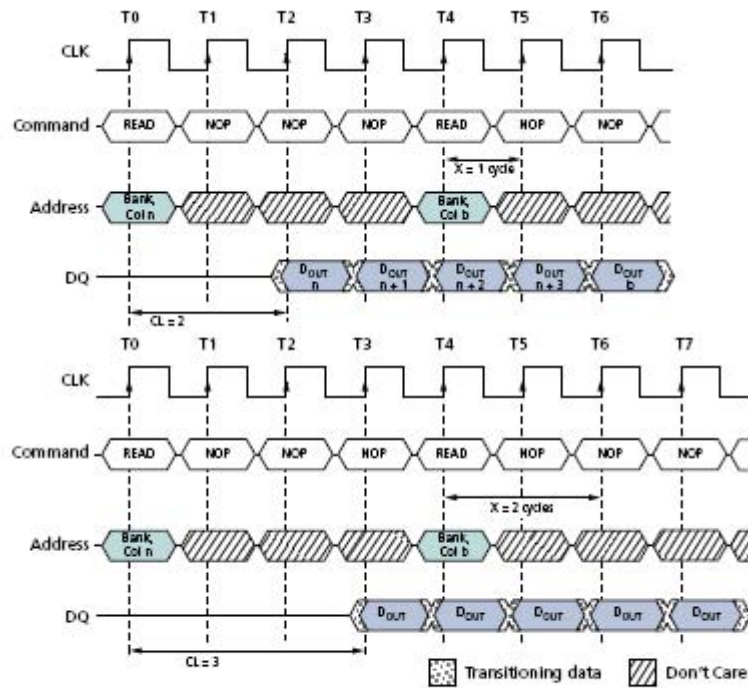 T0 T1 T2 T3 T4 T5 T6
CLK
Command READ NOP NOP NOP READ NOP NOP
X = 1 cycle
Address Bank, Col n Bank, Col b
DQ DOUT n DOUT n + 1 DOUT n + 2 DOUT n + 3 DOUT b
CL = 2
T0 T1 T2 T3 T4 T5 T6 T7
CLK
Command READ NOP NOP NOP READ NOP NOP NOP
X = 2 cycles
Address Bank, Col n Bank, Col b
DQ DOUT DOUT DOUT DOUT DOUT
CL = 3
Transitioning data Don't Care